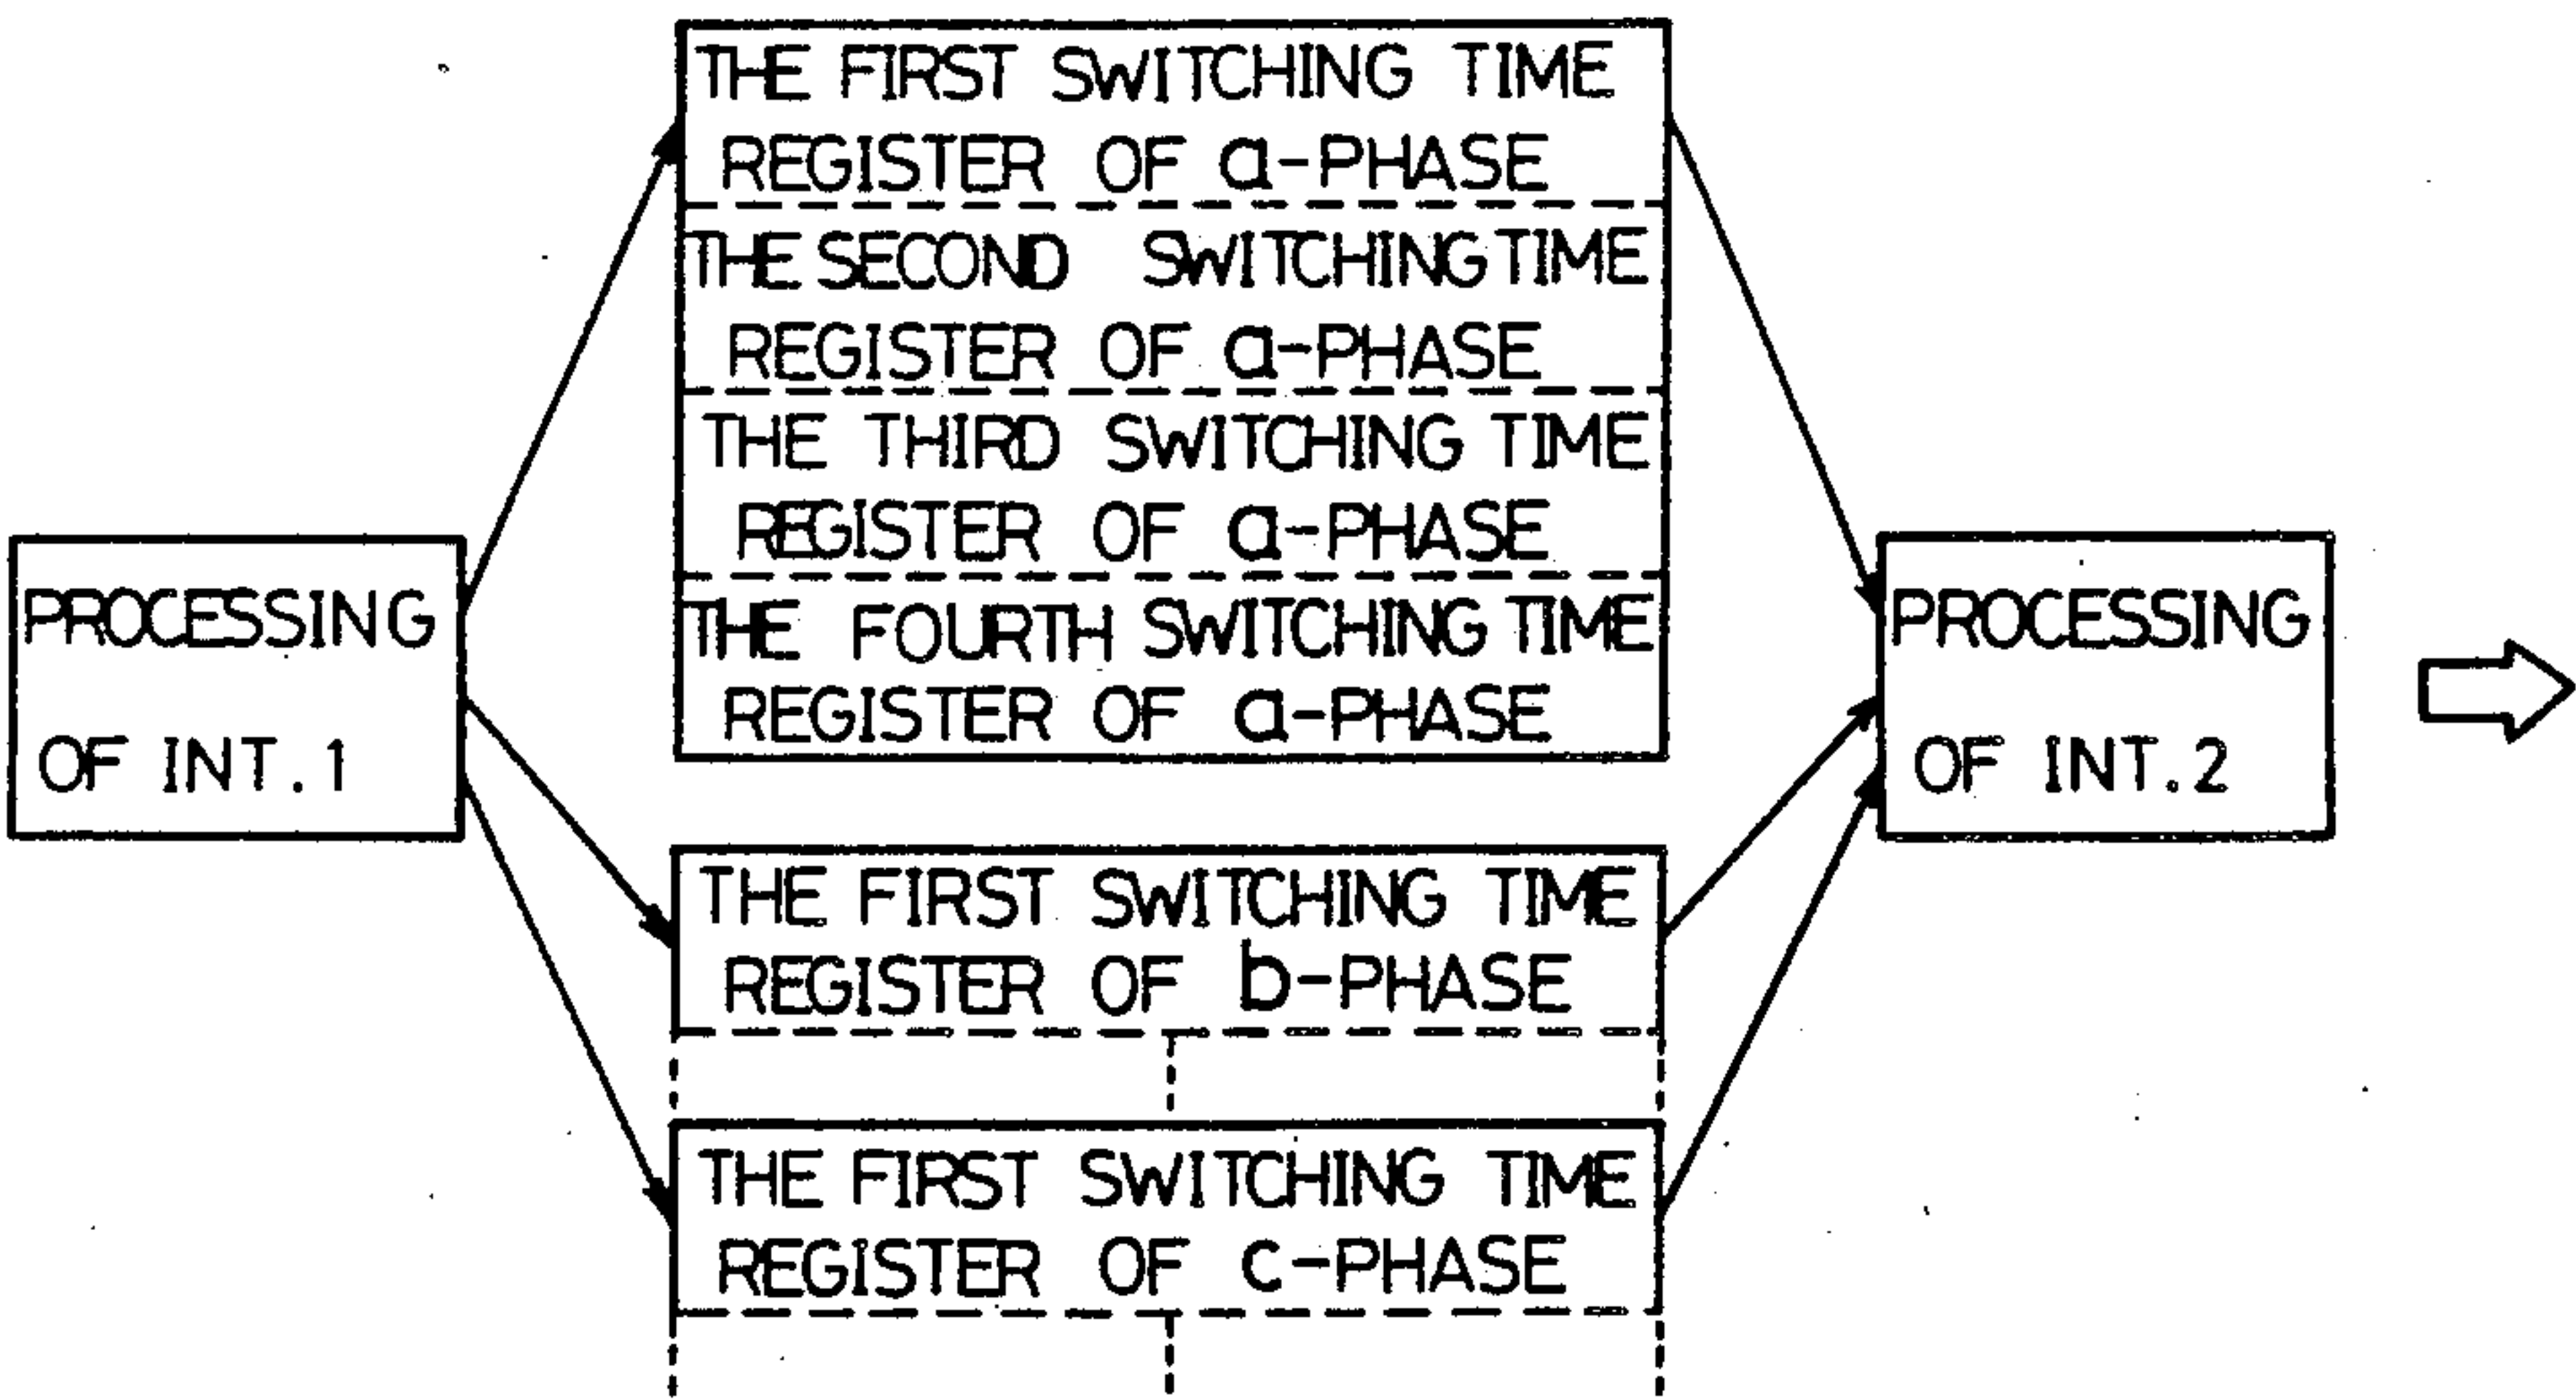 PROCESSING
OF INT.1
THE FIRST SWITCHING TIME
REGISTER OF a-PHASE
THE SECOND SWITCHING TIME
REGISTER OF a-PHASE
THE THIRD SWITCHING TIME
REGISTER OF a-PHASE
THE FOURTH SWITCHING TIME
REGISTER OF a-PHASE
THE FIRST SWITCHING TIME
REGISTER OF b-PHASE
THE FIRST SWITCHING TIME
REGISTER OF c-PHASE
PROCESSING
OF INT.2